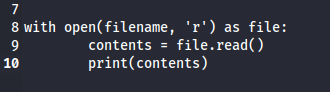 7
8 with open(filename, 'r') as file:
9         contents = file.read()
10         print(contents)